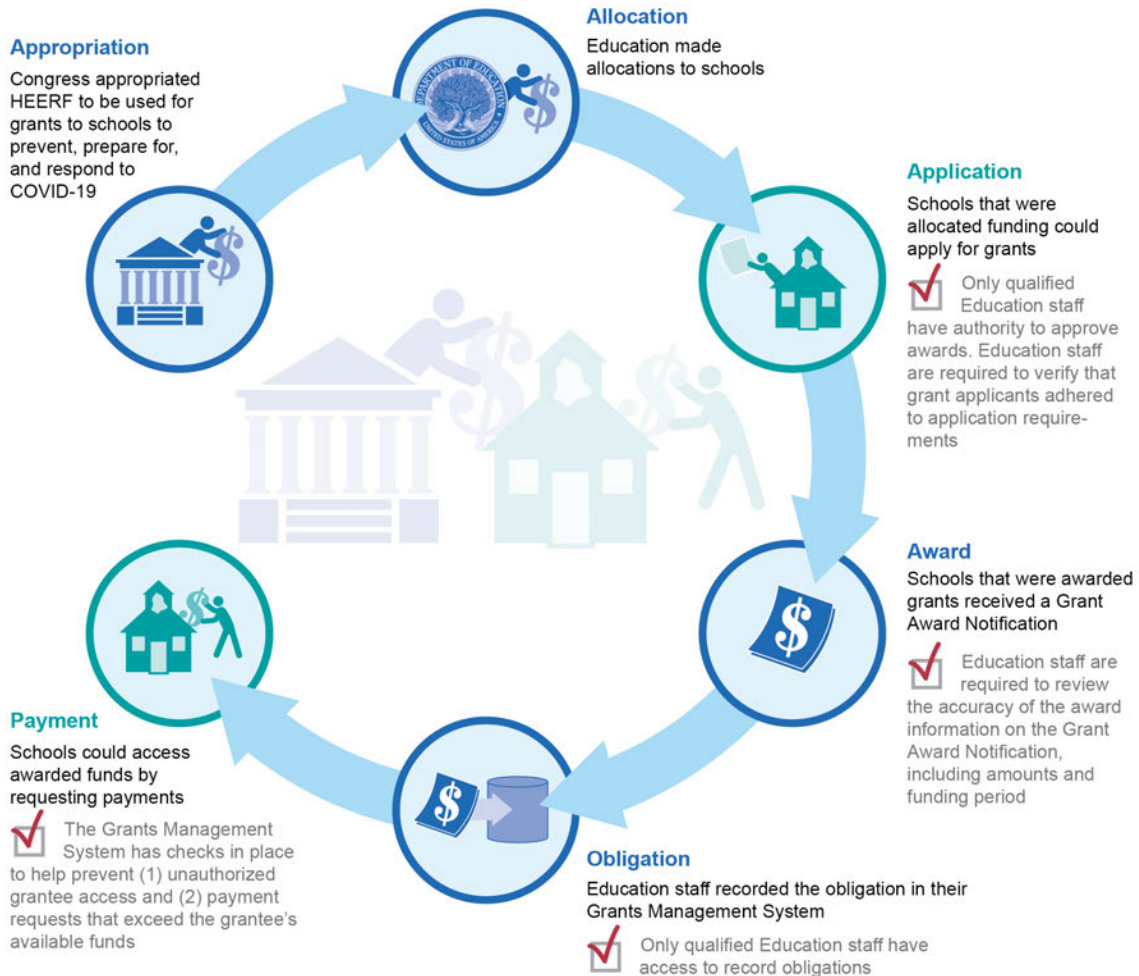 Appropriation
Congress appropriated
HEERF to be used for
grants to schools to
prevent, prepare for,
and respond to
COVID-19
Allocation
Education made
allocations to schools
DEPARTMENT OF EDUCATION
UNITED STATES OF AMERICA
$
$
Application
Schools that were
allocated funding could
apply for grants
Only qualified
Education staff
have authority to approve
awards. Education staff
are required to verify that
grant applicants adhered
to application require-
ments
$
$
Award
Schools that were awarded
grants received a Grant
Award Notification
Education staff are
required to review
the accuracy of the award
information on the Grant
Award Notification,
including amounts and
funding period
$
Obligation
Education staff recorded the obligation in their
Grants Management System
Only qualified Education staff have
access to record obligations
$
Payment
Schools could access
awarded funds by
requesting payments
The Grants Management
System has checks in place
to help prevent (1) unauthorized
grantee access and (2) payment
requests that exceed the grantee's
available funds
$